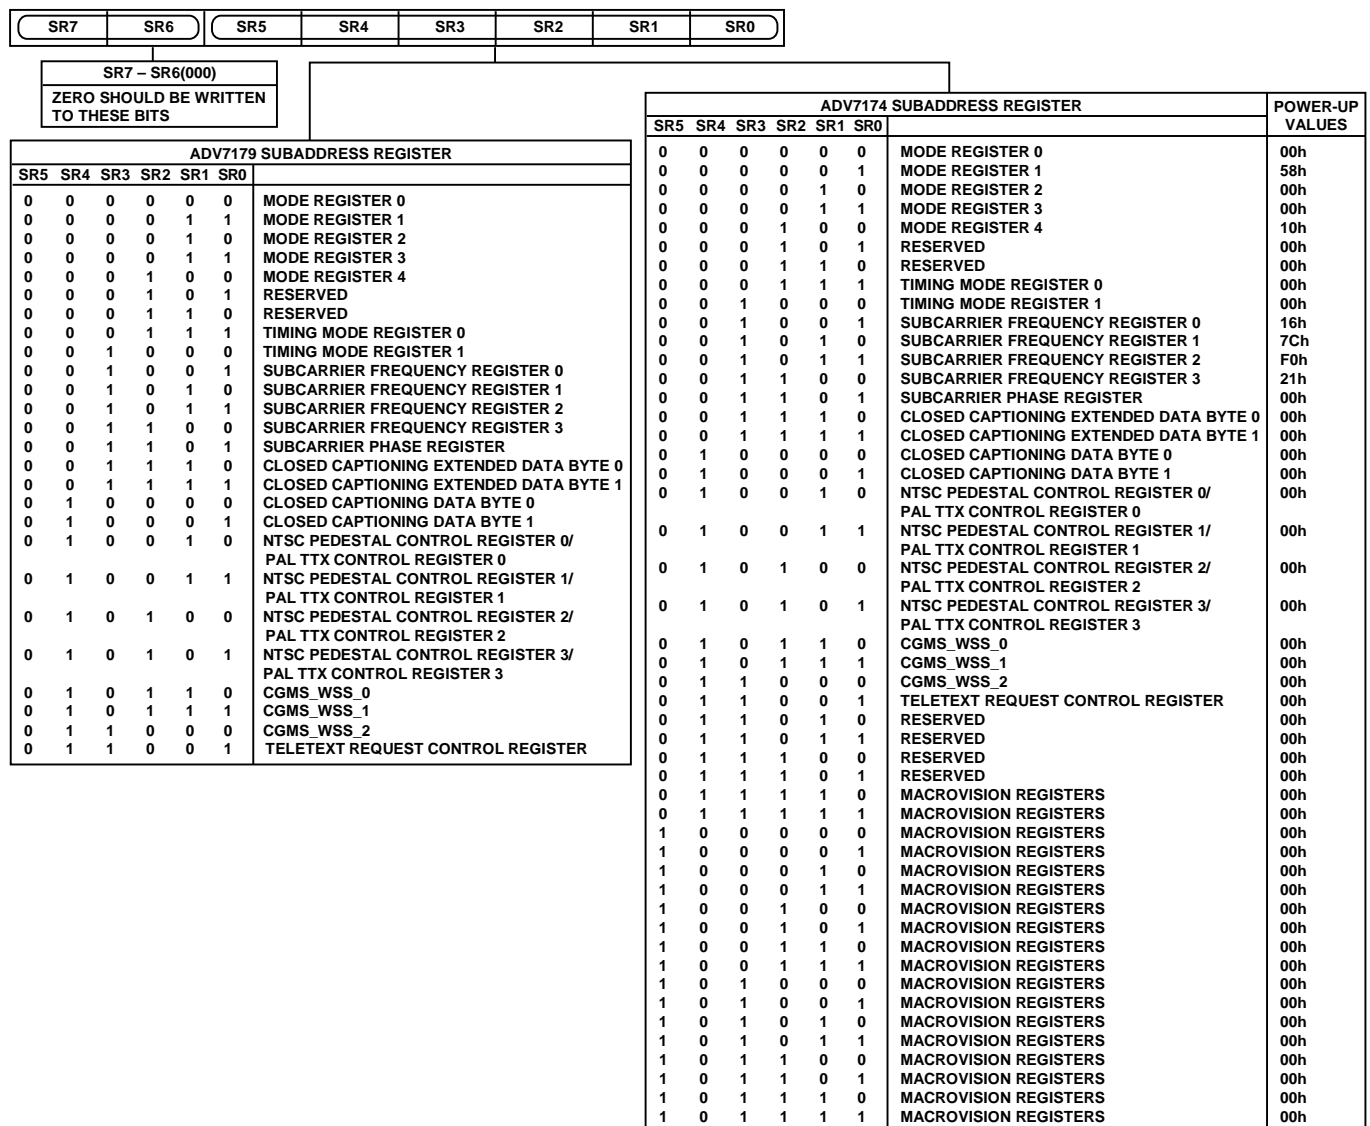 SR7 SR6 SR5 SR4 SR3 SR2 SR1 SR0
SR7 – SR6(000)
ZERO SHOULD BE WRITTEN
TO THESE BITS
ADV7179 SUBADDRESS REGISTER
SR5 SR4 SR3 SR2 SR1 SR0
0 0 0 0 0 0 MODE REGISTER 0
0 0 0 0 1 1 MODE REGISTER 1
0 0 0 0 1 0 MODE REGISTER 2
0 0 0 0 1 1 MODE REGISTER 3
0 0 0 1 0 0 MODE REGISTER 4
0 0 0 1 0 1 RESERVED
0 0 0 1 1 0 RESERVED
0 0 0 1 1 1 TIMING MODE REGISTER 0
0 0 1 0 0 0 TIMING MODE REGISTER 1
0 0 1 0 0 1 SUBCARRIER FREQUENCY REGISTER 0
0 0 1 0 1 0 SUBCARRIER FREQUENCY REGISTER 1
0 0 1 0 1 1 SUBCARRIER FREQUENCY REGISTER 2
0 0 1 1 0 0 SUBCARRIER FREQUENCY REGISTER 3
0 0 1 1 0 1 SUBCARRIER PHASE REGISTER
0 0 1 1 1 0 CLOSED CAPTIONING EXTENDED DATA BYTE 0
0 0 1 1 1 1 CLOSED CAPTIONING EXTENDED DATA BYTE 1
0 1 0 0 0 0 CLOSED CAPTIONING DATA BYTE 0
0 1 0 0 0 1 CLOSED CAPTIONING DATA BYTE 1
0 1 0 0 1 0 NTSC PEDESTAL CONTROL REGISTER 0/
PAL TTX CONTROL REGISTER 0
0 1 0 0 1 1 NTSC PEDESTAL CONTROL REGISTER 1/
PAL TTX CONTROL REGISTER 1
0 1 0 1 0 0 NTSC PEDESTAL CONTROL REGISTER 2/
PAL TTX CONTROL REGISTER 2
0 1 0 1 0 1 NTSC PEDESTAL CONTROL REGISTER 3/
PAL TTX CONTROL REGISTER 3
0 1 0 1 1 0 CGMS_WSS_0
0 1 0 1 1 1 CGMS_WSS_1
0 1 1 0 0 0 CGMS_WSS_2
0 1 1 0 0 1 TELETEXT REQUEST CONTROL REGISTER
ADV7174 SUBADDRESS REGISTER POWER-UP
SR5 SR4 SR3 SR2 SR1 SR0 VALUES
0 0 0 0 0 0 MODE REGISTER 0 00h
0 0 0 0 0 1 MODE REGISTER 1 58h
0 0 0 0 1 0 MODE REGISTER 2 00h
0 0 0 0 1 1 MODE REGISTER 3 00h
0 0 0 1 0 0 MODE REGISTER 4 10h
0 0 0 1 0 1 RESERVED 00h
0 0 0 1 1 0 RESERVED 00h
0 0 0 1 1 1 TIMING MODE REGISTER 0 00h
0 0 1 0 0 0 TIMING MODE REGISTER 1 00h
0 0 1 0 0 1 SUBCARRIER FREQUENCY REGISTER 0 16h
0 0 1 0 1 0 SUBCARRIER FREQUENCY REGISTER 1 7Ch
0 0 1 0 1 1 SUBCARRIER FREQUENCY REGISTER 2 F0h
0 0 1 1 0 0 SUBCARRIER FREQUENCY REGISTER 3 21h
0 0 1 1 0 1 SUBCARRIER PHASE REGISTER 00h
0 0 1 1 1 0 CLOSED CAPTIONING EXTENDED DATA BYTE 0 00h
0 0 1 1 1 1 CLOSED CAPTIONING EXTENDED DATA BYTE 1 00h
0 1 0 0 0 0 CLOSED CAPTIONING DATA BYTE 0 00h
0 1 0 0 0 1 CLOSED CAPTIONING DATA BYTE 1 00h
0 1 0 0 1 0 NTSC PEDESTAL CONTROL REGISTER 0/ 00h
PAL TTX CONTROL REGISTER 0
0 1 0 0 1 1 NTSC PEDESTAL CONTROL REGISTER 1/ 00h
PAL TTX CONTROL REGISTER 1
0 1 0 1 0 0 NTSC PEDESTAL CONTROL REGISTER 2/ 00h
PAL TTX CONTROL REGISTER 2
0 1 0 1 0 1 NTSC PEDESTAL CONTROL REGISTER 3/ 00h
PAL TTX CONTROL REGISTER 3
0 1 0 1 1 0 CGMS_WSS_0 00h
0 1 0 1 1 1 CGMS_WSS_1 00h
0 1 1 0 0 0 CGMS_WSS_2 00h
0 1 1 0 0 1 TELETEXT REQUEST CONTROL REGISTER 00h
0 1 1 0 1 0 RESERVED 00h
0 1 1 0 1 1 RESERVED 00h
0 1 1 1 0 0 RESERVED 00h
0 1 1 1 0 1 RESERVED 00h
0 1 1 1 1 0 MACROVISION REGISTERS 00h
0 1 1 1 1 1 MACROVISION REGISTERS 00h
1 0 0 0 0 0 MACROVISION REGISTERS 00h
1 0 0 0 0 1 MACROVISION REGISTERS 00h
1 0 0 0 1 0 MACROVISION REGISTERS 00h
1 0 0 0 1 1 MACROVISION REGISTERS 00h
1 0 0 1 0 0 MACROVISION REGISTERS 00h
1 0 0 1 0 1 MACROVISION REGISTERS 00h
1 0 0 1 1 0 MACROVISION REGISTERS 00h
1 0 0 1 1 1 MACROVISION REGISTERS 00h
1 0 1 0 0 0 MACROVISION REGISTERS 00h
1 0 1 0 0 1 MACROVISION REGISTERS 00h
1 0 1 0 1 0 MACROVISION REGISTERS 00h
1 0 1 0 1 1 MACROVISION REGISTERS 00h
1 0 1 1 0 0 MACROVISION REGISTERS 00h
1 0 1 1 0 1 MACROVISION REGISTERS 00h
1 0 1 1 1 0 MACROVISION REGISTERS 00h
1 0 1 1 1 1 MACROVISION REGISTERS 00h